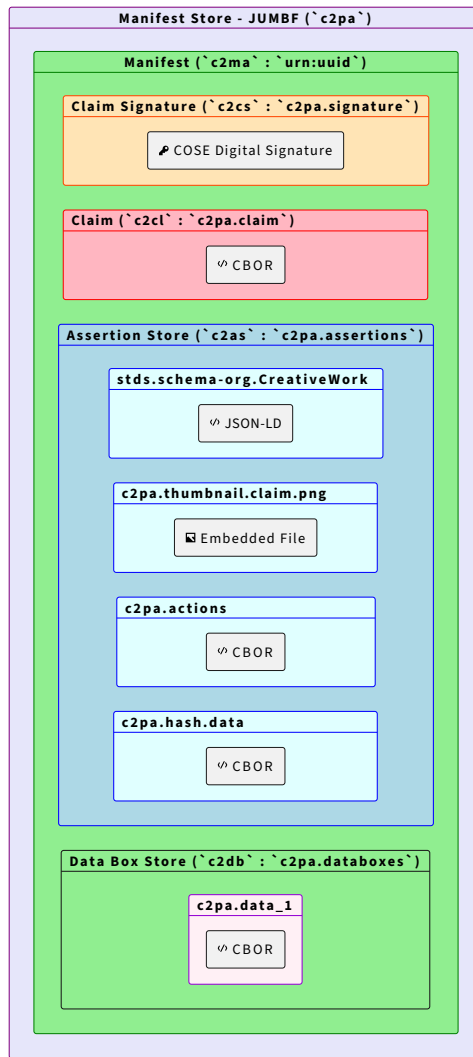 Manifest Store - JUMBF (`c2pa`)
Manifest (`c2ma` : `urn:uuid`)
Claim Signature (`c2cs` : `c2pa.signature`)
COSE Digital Signature
Claim (`c2cl` : `c2pa.claim`)
CBOR
Assertion Store (`c2as` : `c2pa.assertions`)
stds.schema-org.CreativeWork
JSON-LD
c2pa.thumbnail.claim.png
Embedded File
c2pa.actions
CBOR
c2pa.hash.data
CBOR
Data Box Store (`c2db` : `c2pa.databoxes`)
c2pa.data_1
CBOR